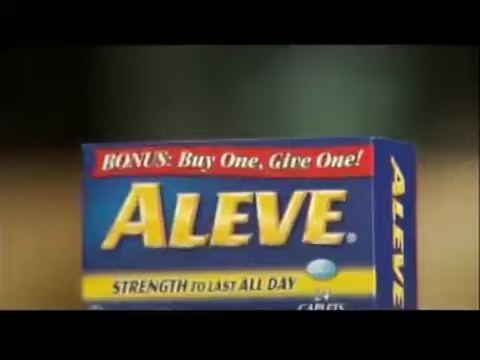 BONUS: Buy One, Give One!
ALEVE®
STRENGTH TO LAST ALL DAY
24
CAPLETS
ALEVE